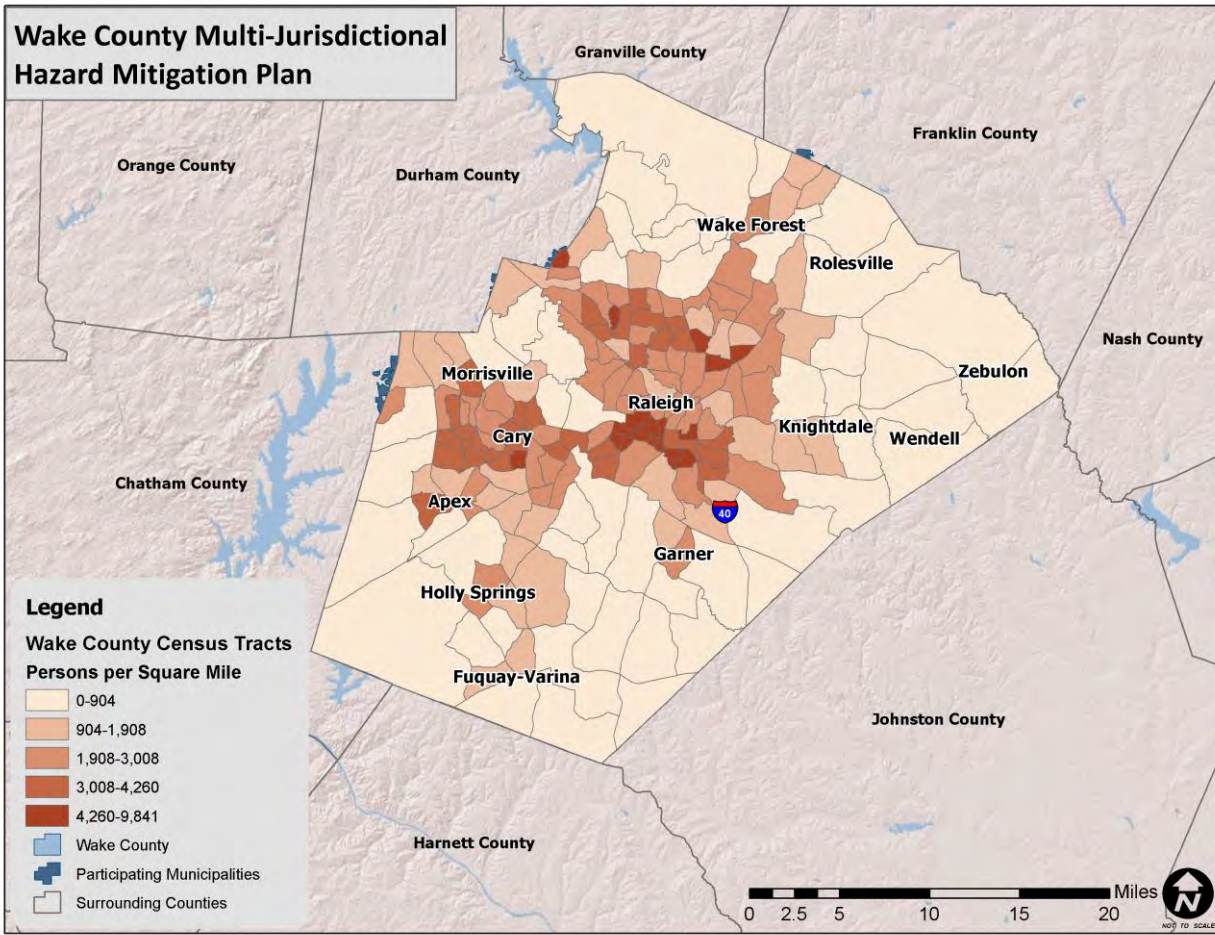 Wake County Multi-Jurisdictional
Hazard Mitigation Plan
Granville County
Franklin County
Orange County
Durham County
Wake Forest
Rolesville
Nash County
Zebulon
Morrisville
Raleigh
Knightdale
Wendell
Cary
Chatham County
Apex
40
Garner
Holly Springs
Fuquay-Varina
Johnston County
Harnett County
Legend
Wake County Census Tracts
Persons per Square Mile
0-904
904-1,908
1,908-3,008
3,008-4,260
4,260-9,841
Wake County
Participating Municipalities
Surrounding Counties
Miles
0 2.5 5 10 15 20
N
NOT TO SCALE